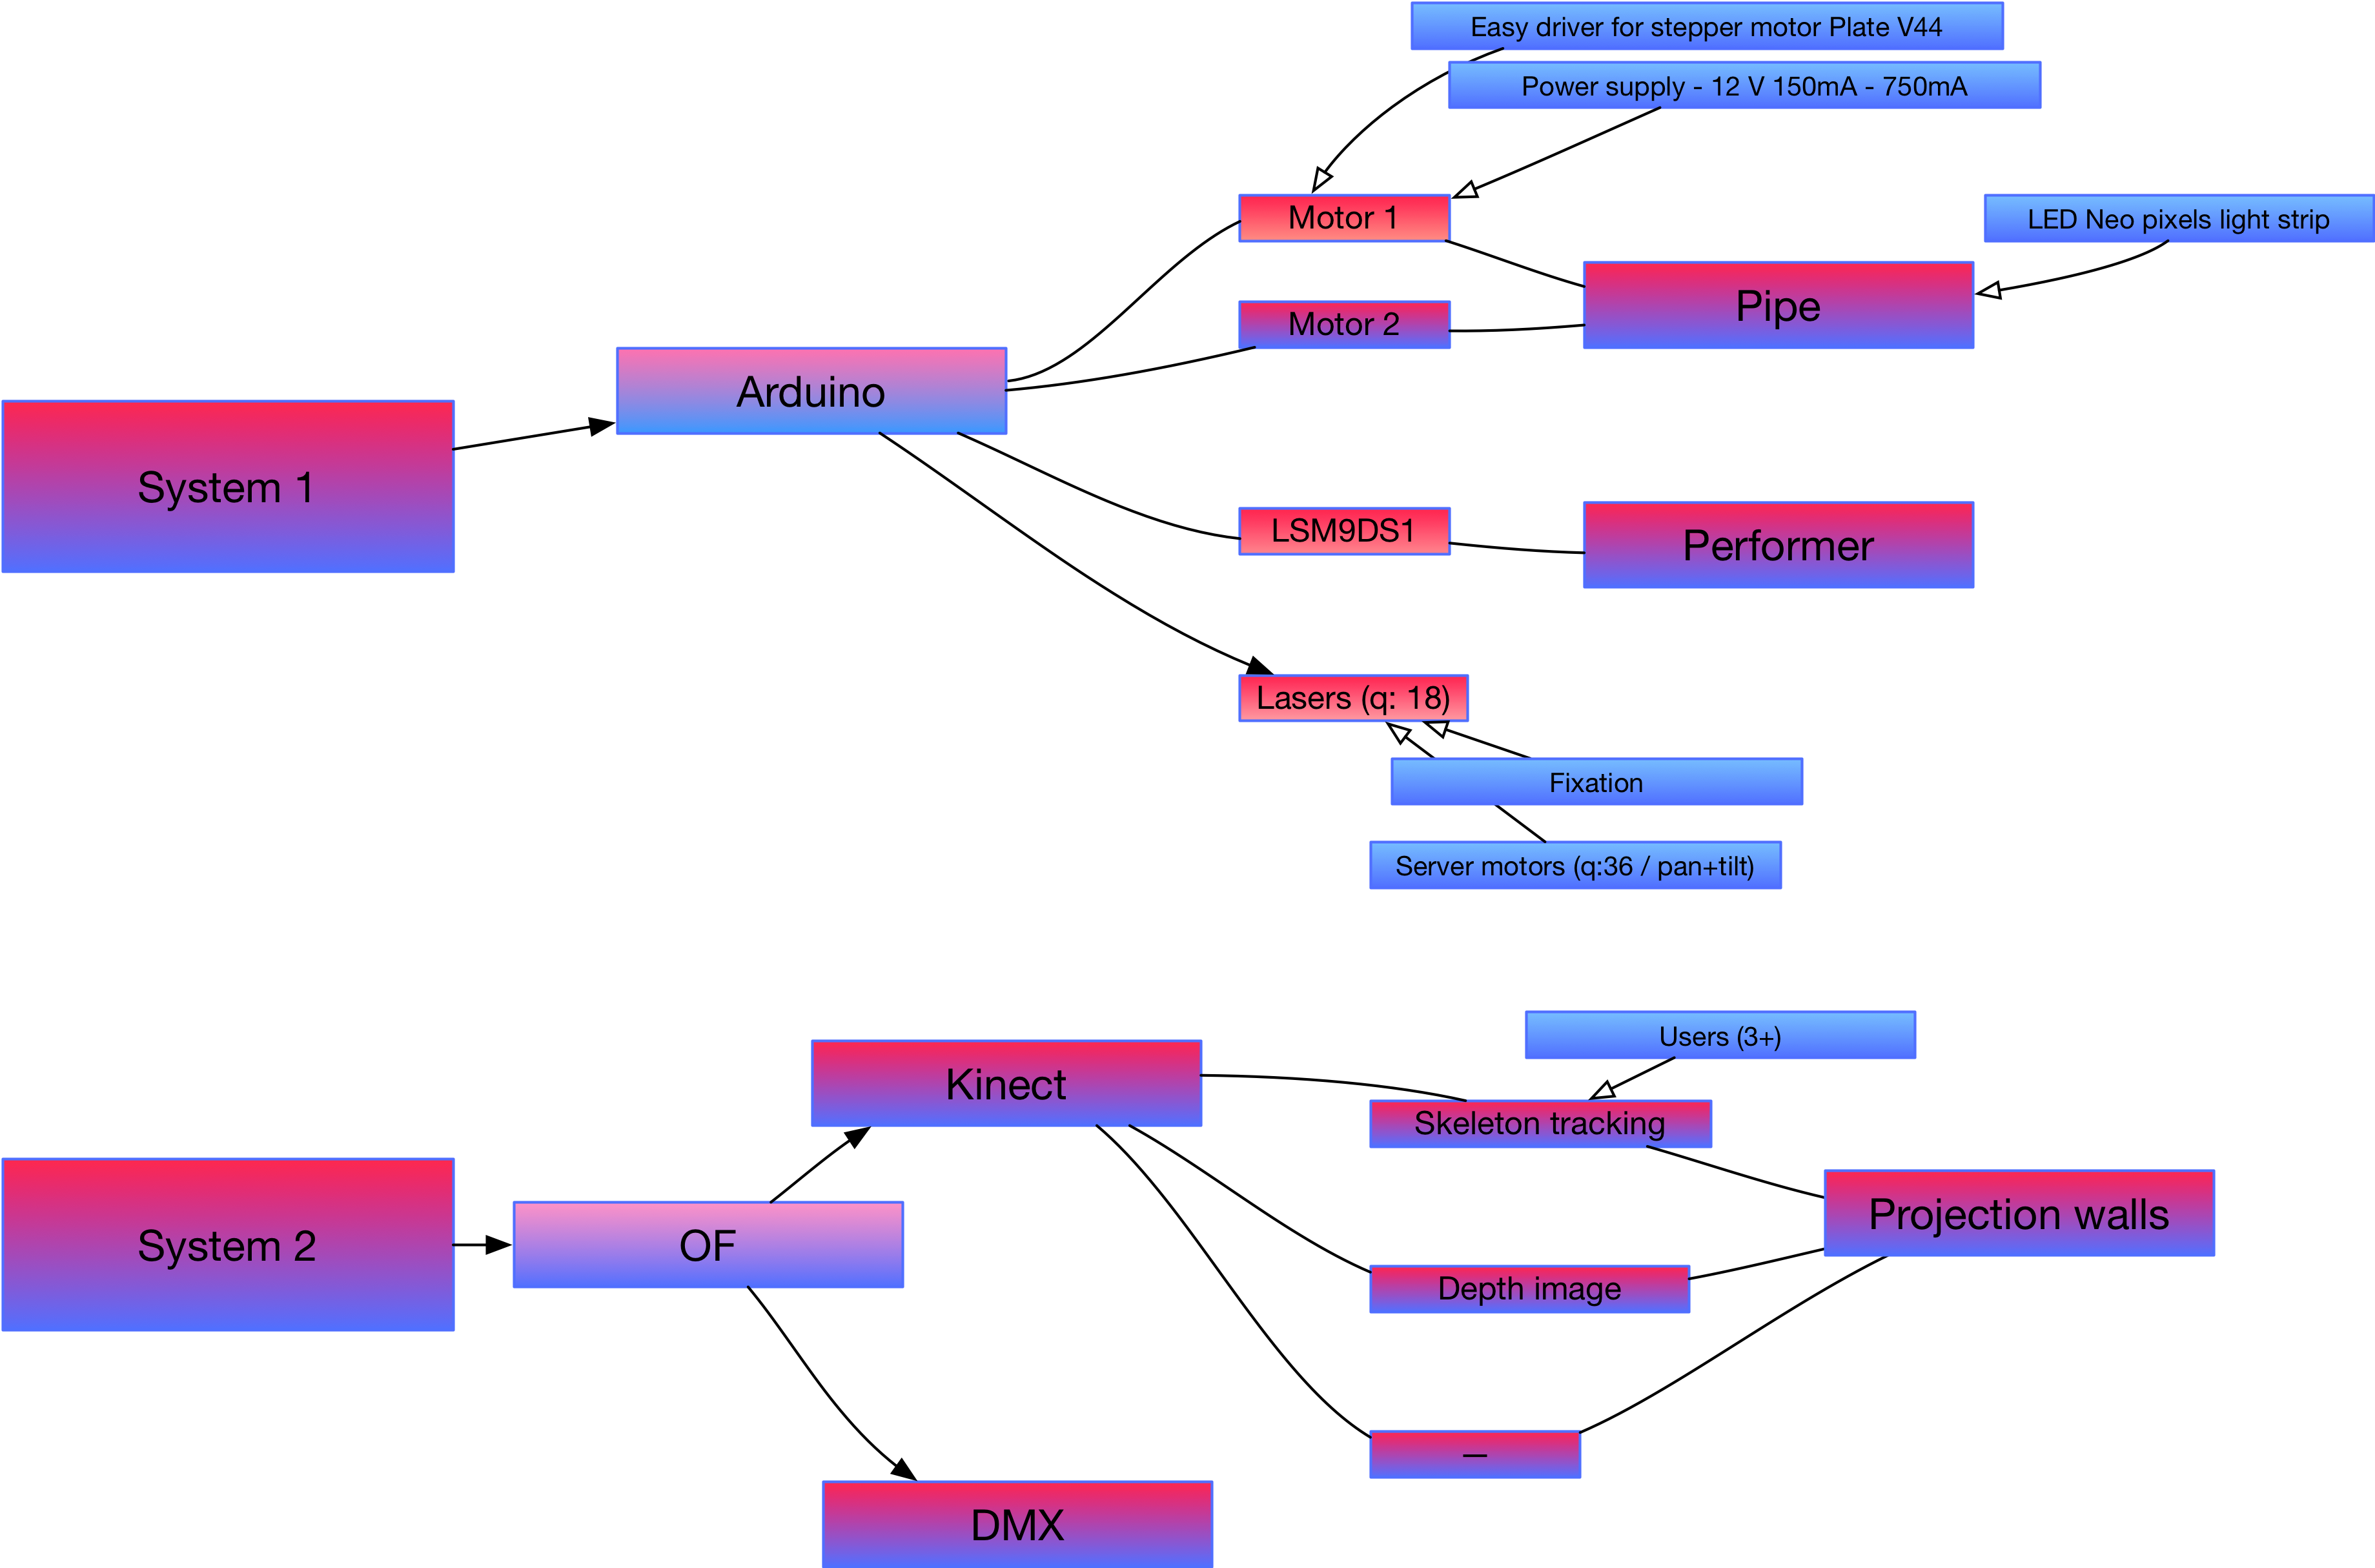 Easy driver for stepper motor Plate V44
Power supply - 12 V 150mA - 750mA
Motor 1
LED Neo pixels light strip
Pipe
Motor 2
Arduino
System 1
LSM9DS1
Performer
Lasers (q: 18)
Fixation
Server motors (q:36 / pan+tilt)
Users (3+)
Kinect
Skeleton tracking
Projection walls
System 2
OF
Depth image
—
DMX